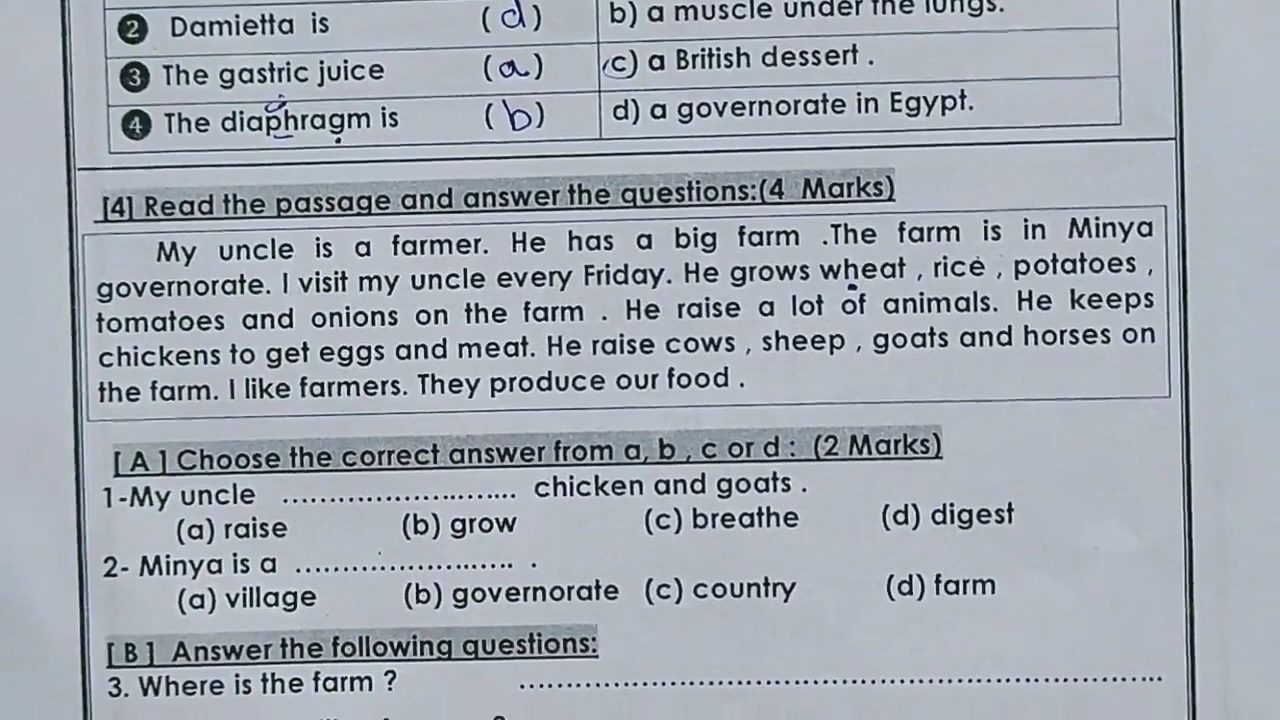 2 Damietta is (d) b) a muscle under the lungs.
3 The gastric juice (a) (c) a British dessert .
4 The diaphragm is (b) d) a governorate in Egypt.
[4] Read the passage and answer the questions:(4 Marks)
My uncle is a farmer. He has a big farm .The farm is in Minya
governorate. I visit my uncle every Friday. He grows wheat , rice , potatoes ,
tomatoes and onions on the farm . He raise a lot of animals. He keeps
chickens to get eggs and meat. He raise cows , sheep , goats and horses on
the farm. I like farmers. They produce our food .
[ A ] Choose the correct answer from a, b , c or d : (2 Marks)
1-My uncle ............................ chicken and goats .
(a) raise (b) grow (c) breathe (d) digest
2- Minya is a .......................... .
(a) village (b) governorate (c) country (d) farm
[ B ] Answer the following questions:
3. Where is the farm ? ......................................................................